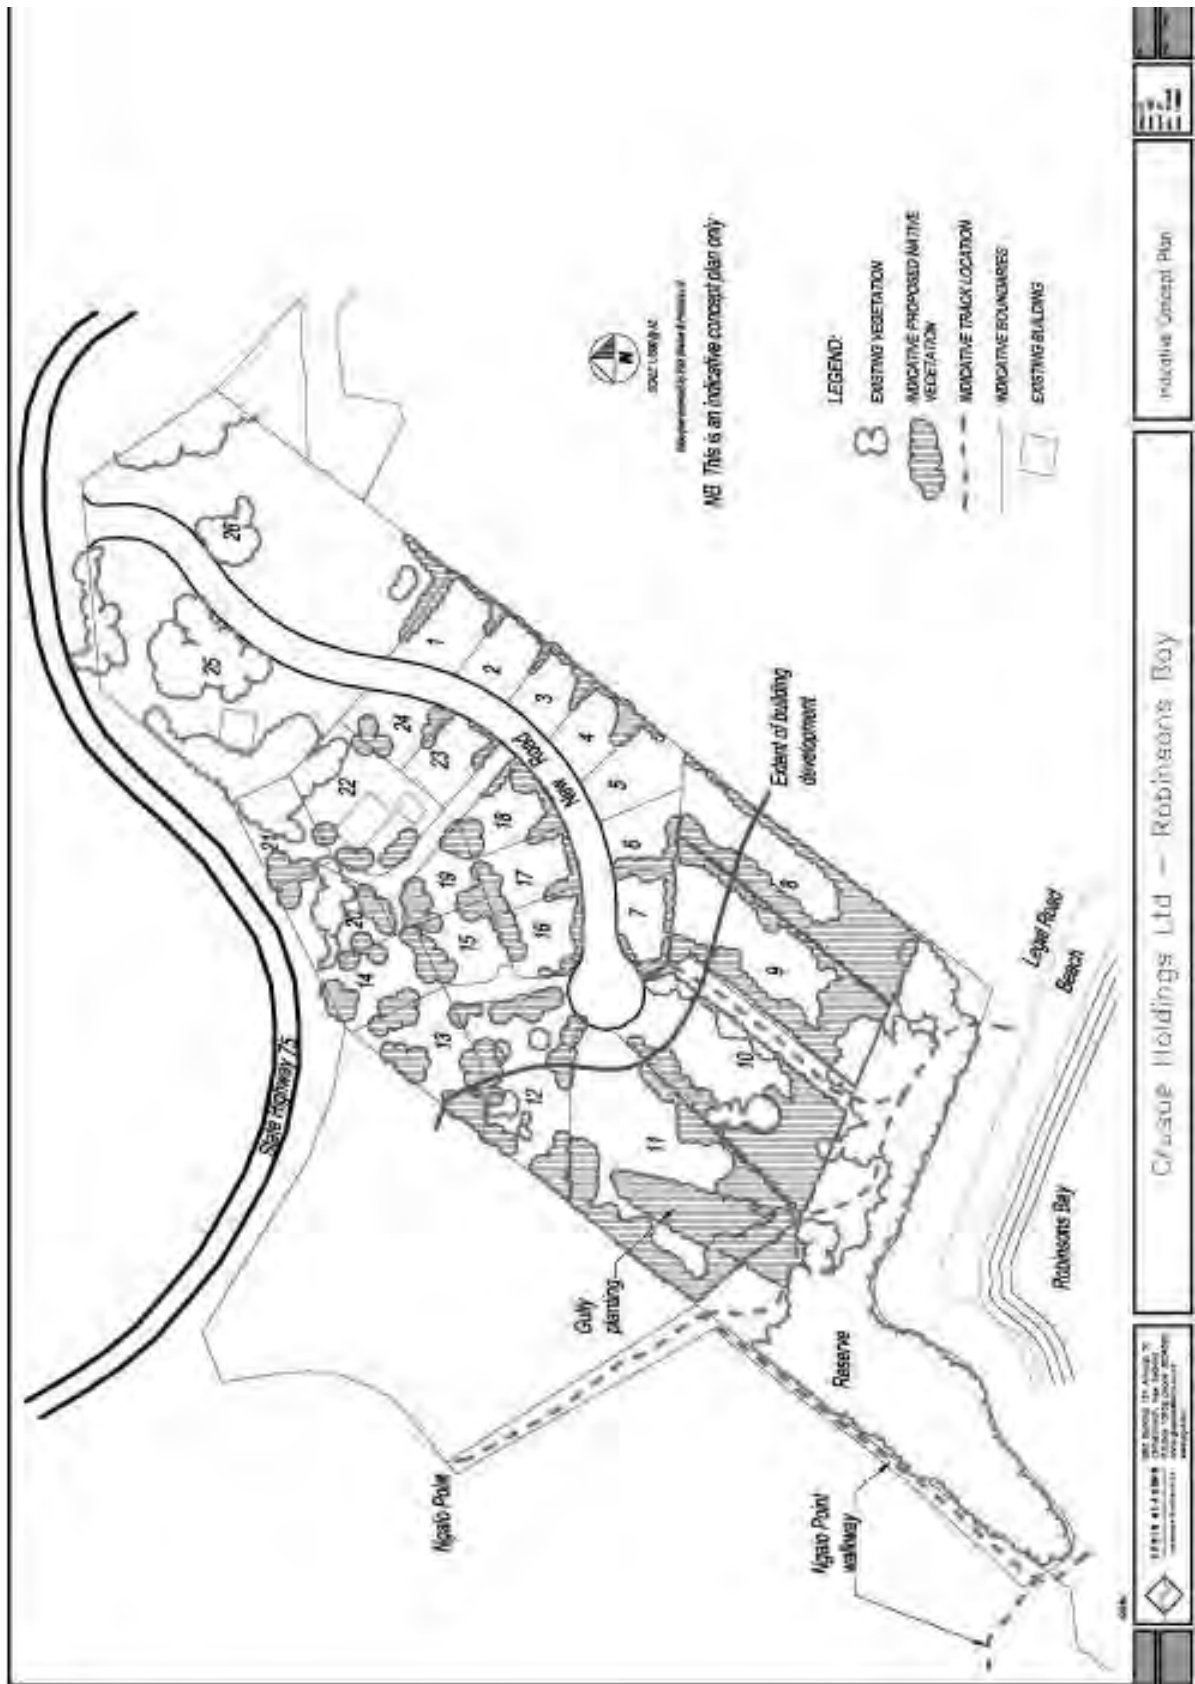 State Highway 75
New Road
1
2
3
4
5
6
7
8
9
10
11
12
13
14
15
16
17
18
19
20
21
22
23
24
25
26
Extent of building
development
Gully
planting
Ngaio Point
Ngaio Point
walkway
Reserve
Robinsons Bay
Legal Road
Beach
N
NB This is an indicative concept plan only
LEGEND:
EXISTING VEGETATION
INDICATIVE PROPOSED NATIVE
VEGETATION
INDICATIVE TRACK LOCATION
INDICATIVE BOUNDARIES
EXISTING BUILDING
Holdings Ltd - Robinsons Bay
Indicative Concept Plan